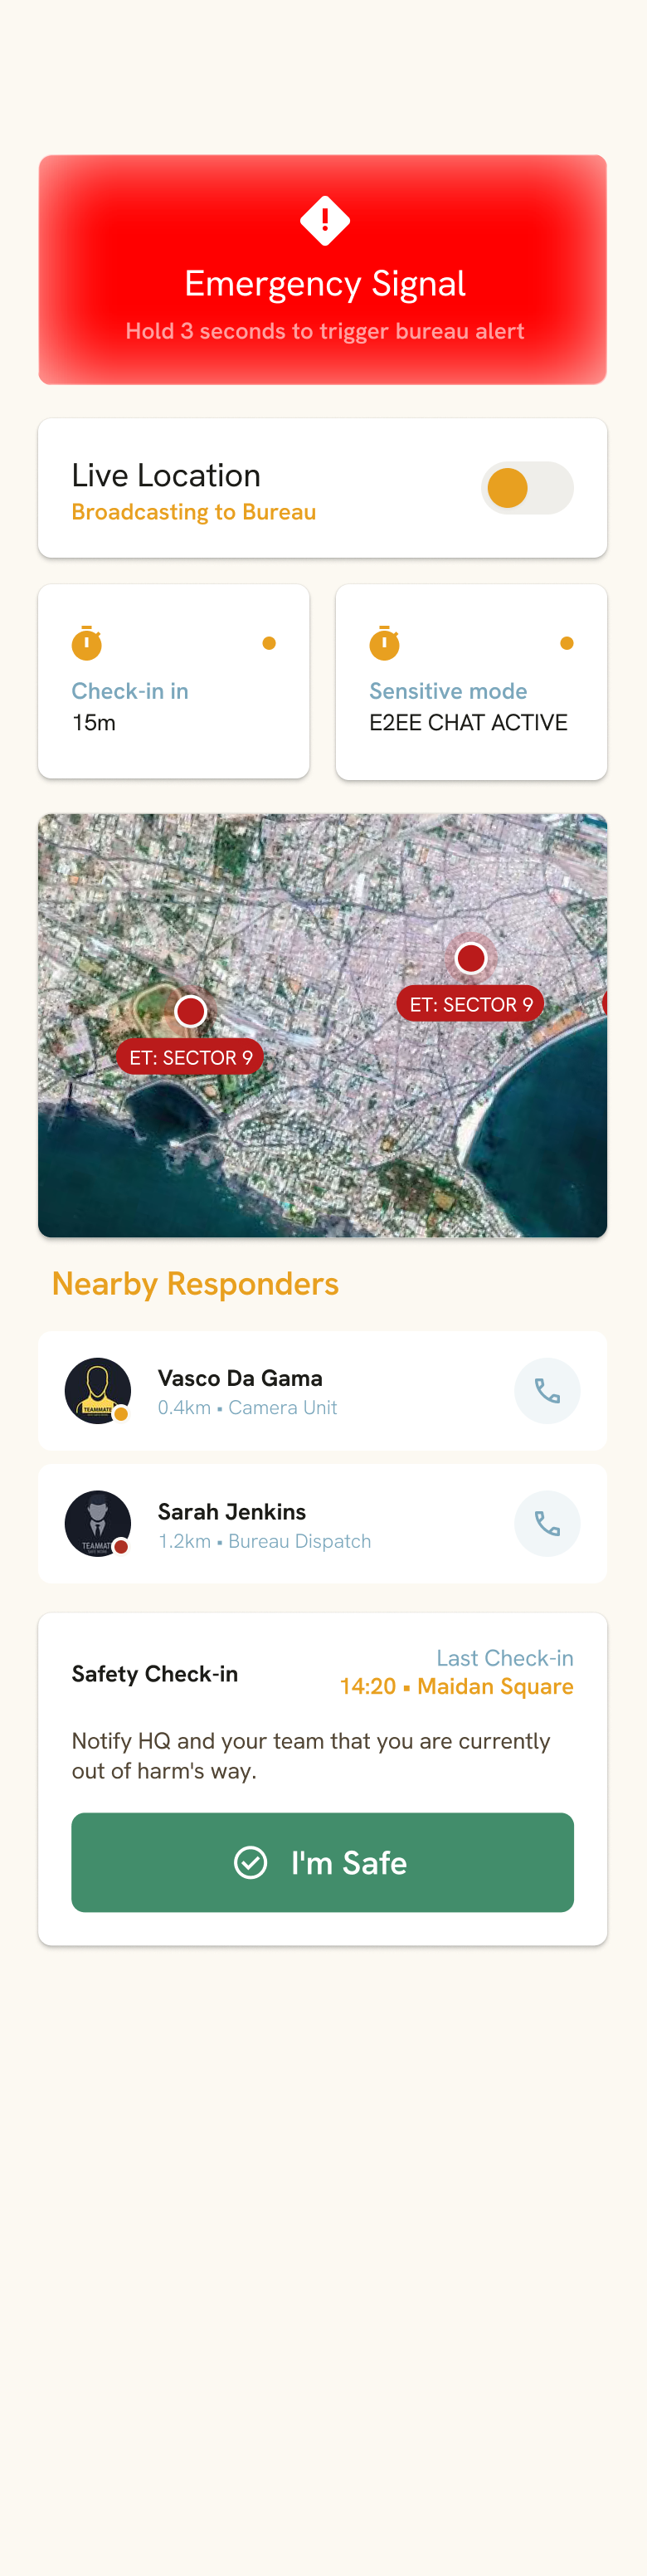 Emergency Signal
Hold 3 seconds to trigger bureau alert
Live Location
Broadcasting to Bureau
Check-in in
15m
Sensitive mode
E2EE CHAT ACTIVE
ET: SECTOR 9
ET: SECTOR 9
Nearby Responders
TEAMMATE
Vasco Da Gama
0.4km • Camera Unit
Sarah Jenkins
1.2km • Bureau Dispatch
Safety Check-in
Last Check-in
14:20 • Maidan Square
Notify HQ and your team that you are currently
out of harm's way.
I'm Safe